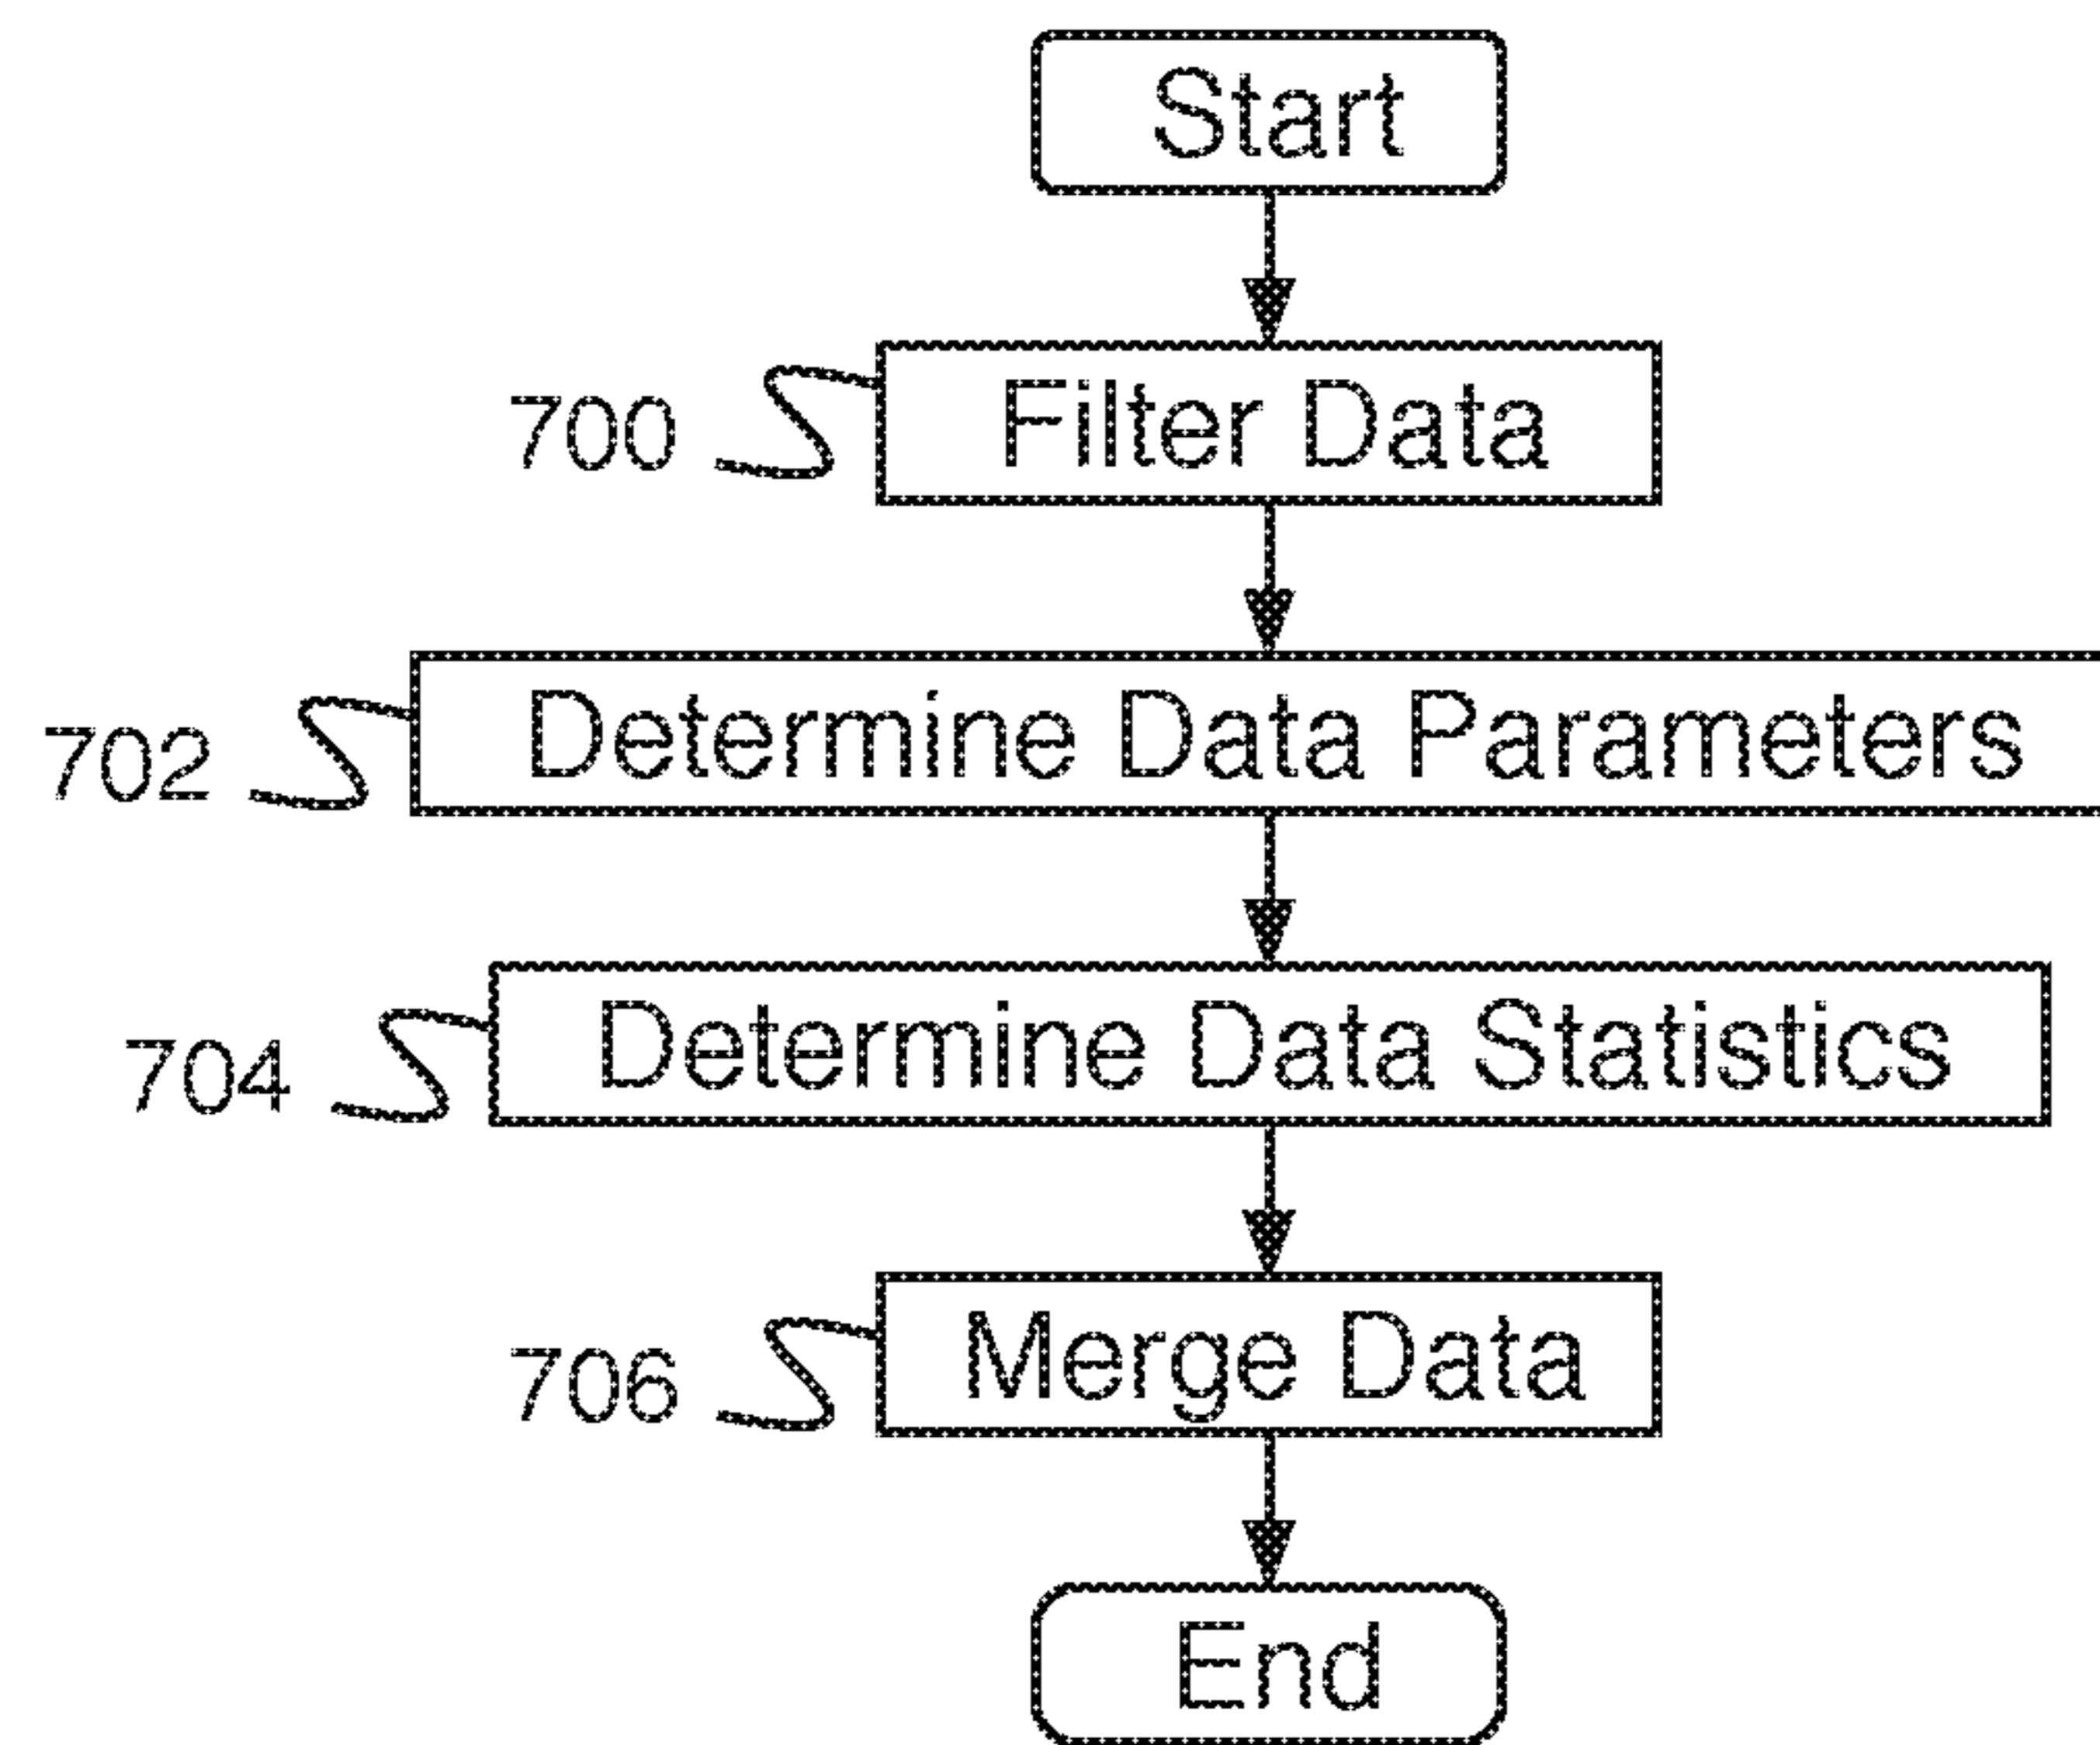 Start
700
Filter Data
702
Determine Data Parameters
704
Determine Data Statistics
706
Merge Data
End